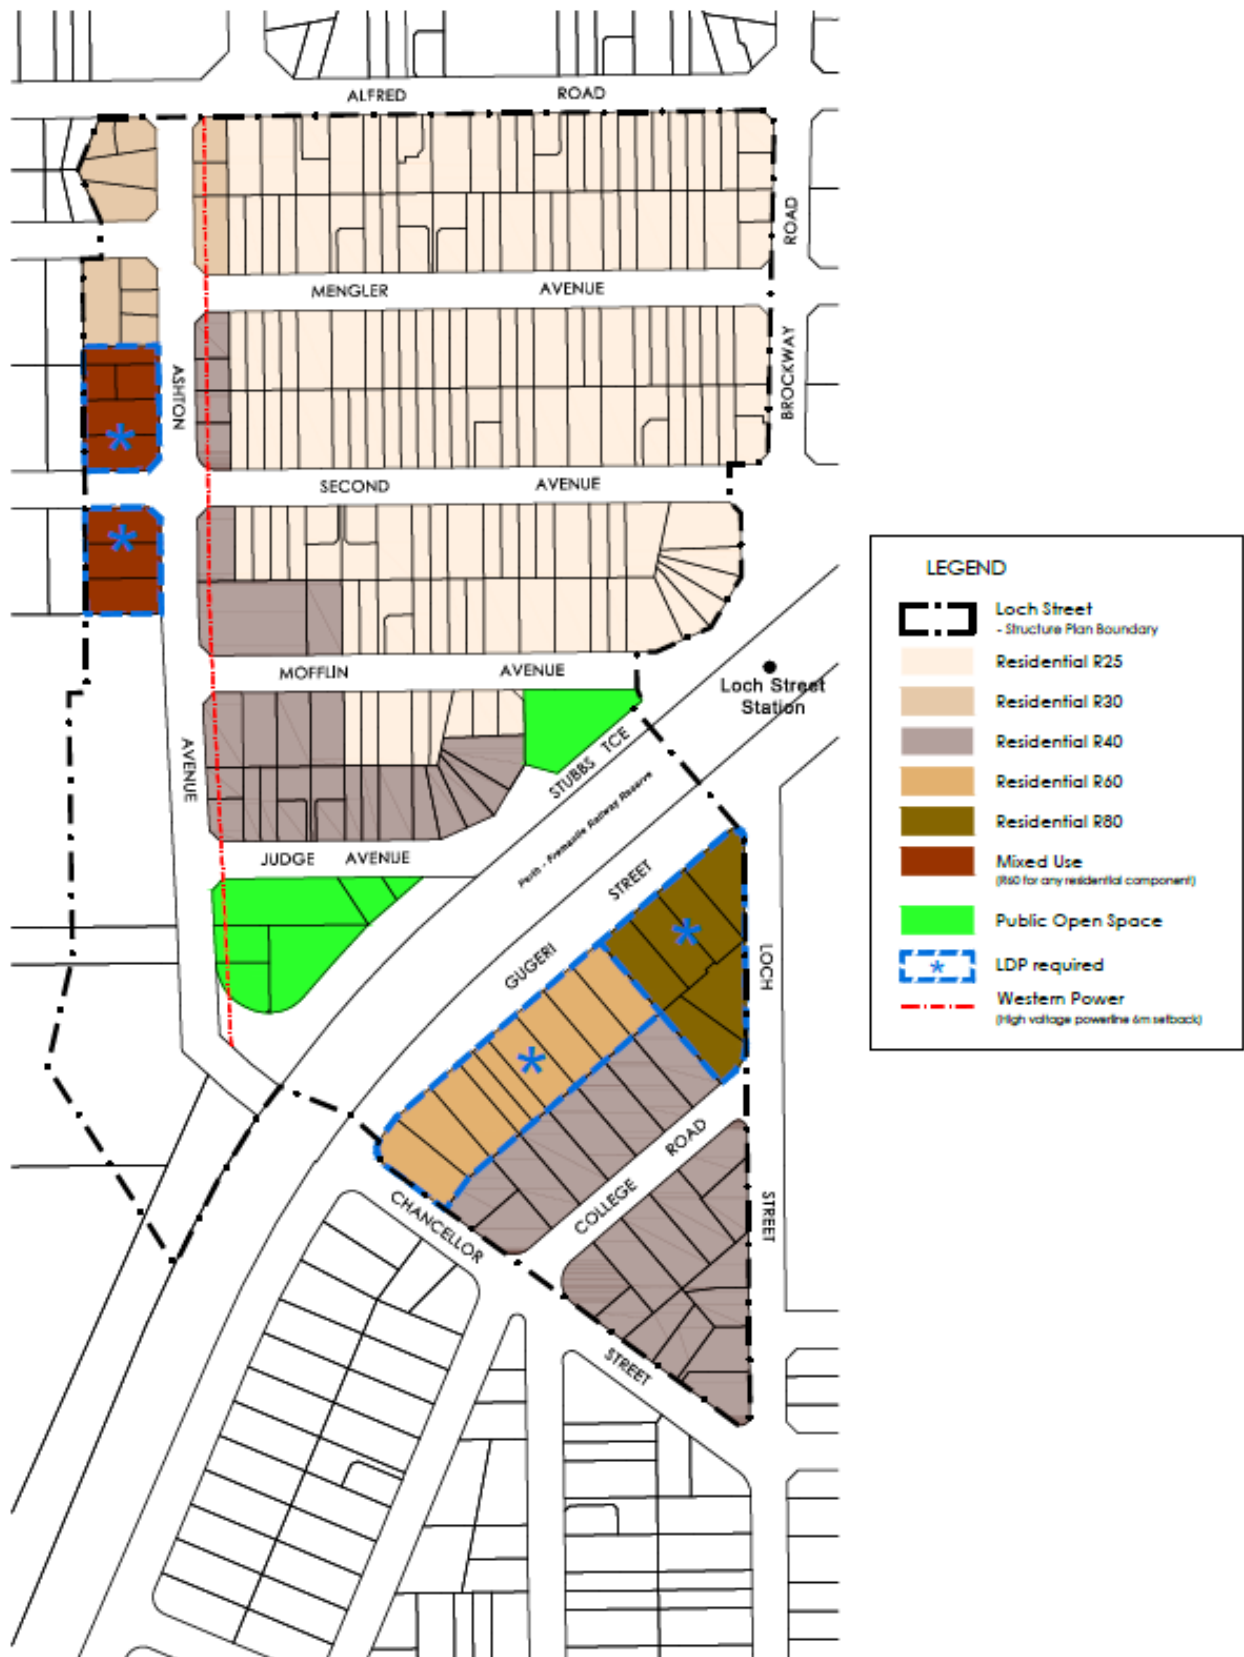 ALFRED ROAD
ROAD
MENGLER AVENUE
BROCKWAY
ASHTON
*
SECOND AVENUE
*
MOFFLIN AVENUE
Loch Street
Station
AVENUE
STUBBS TCE
Perth - Fremantle Railway Reserve
JUDGE AVENUE
STREET
GUGERI
*
LOCH
*
ROAD
COLLEGE
STREET
CHANCELLOR
STREET
LEGEND
Loch Street
- Structure Plan Boundary
Residential R25
Residential R30
Residential R40
Residential R60
Residential R80
Mixed Use
(R60 for any residential component)
Public Open Space
* LDP required
Western Power
(High voltage powerline 6m setback)